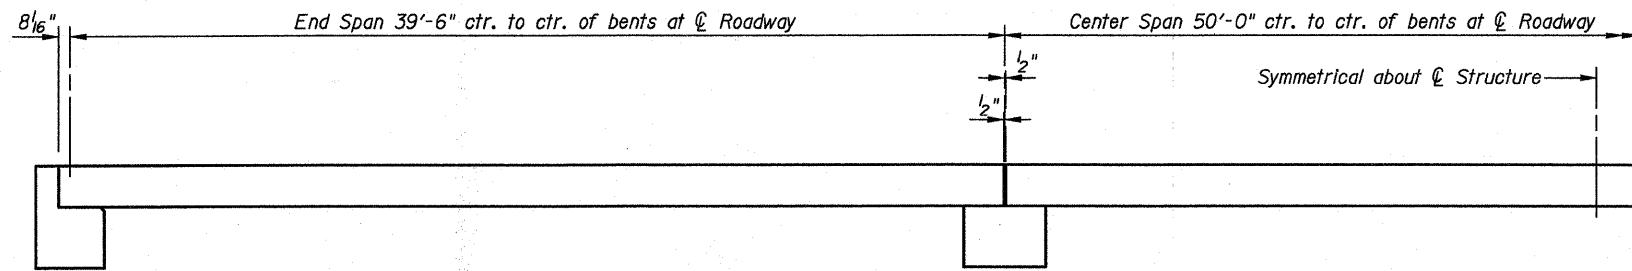 8 1/16"
End Span 39'-6" ctr. to ctr. of bents at ℄ Roadway
Center Span 50'-0" ctr. to ctr. of bents at ℄ Roadway
1/2"
Symmetrical about ℄ Structure
1/2"